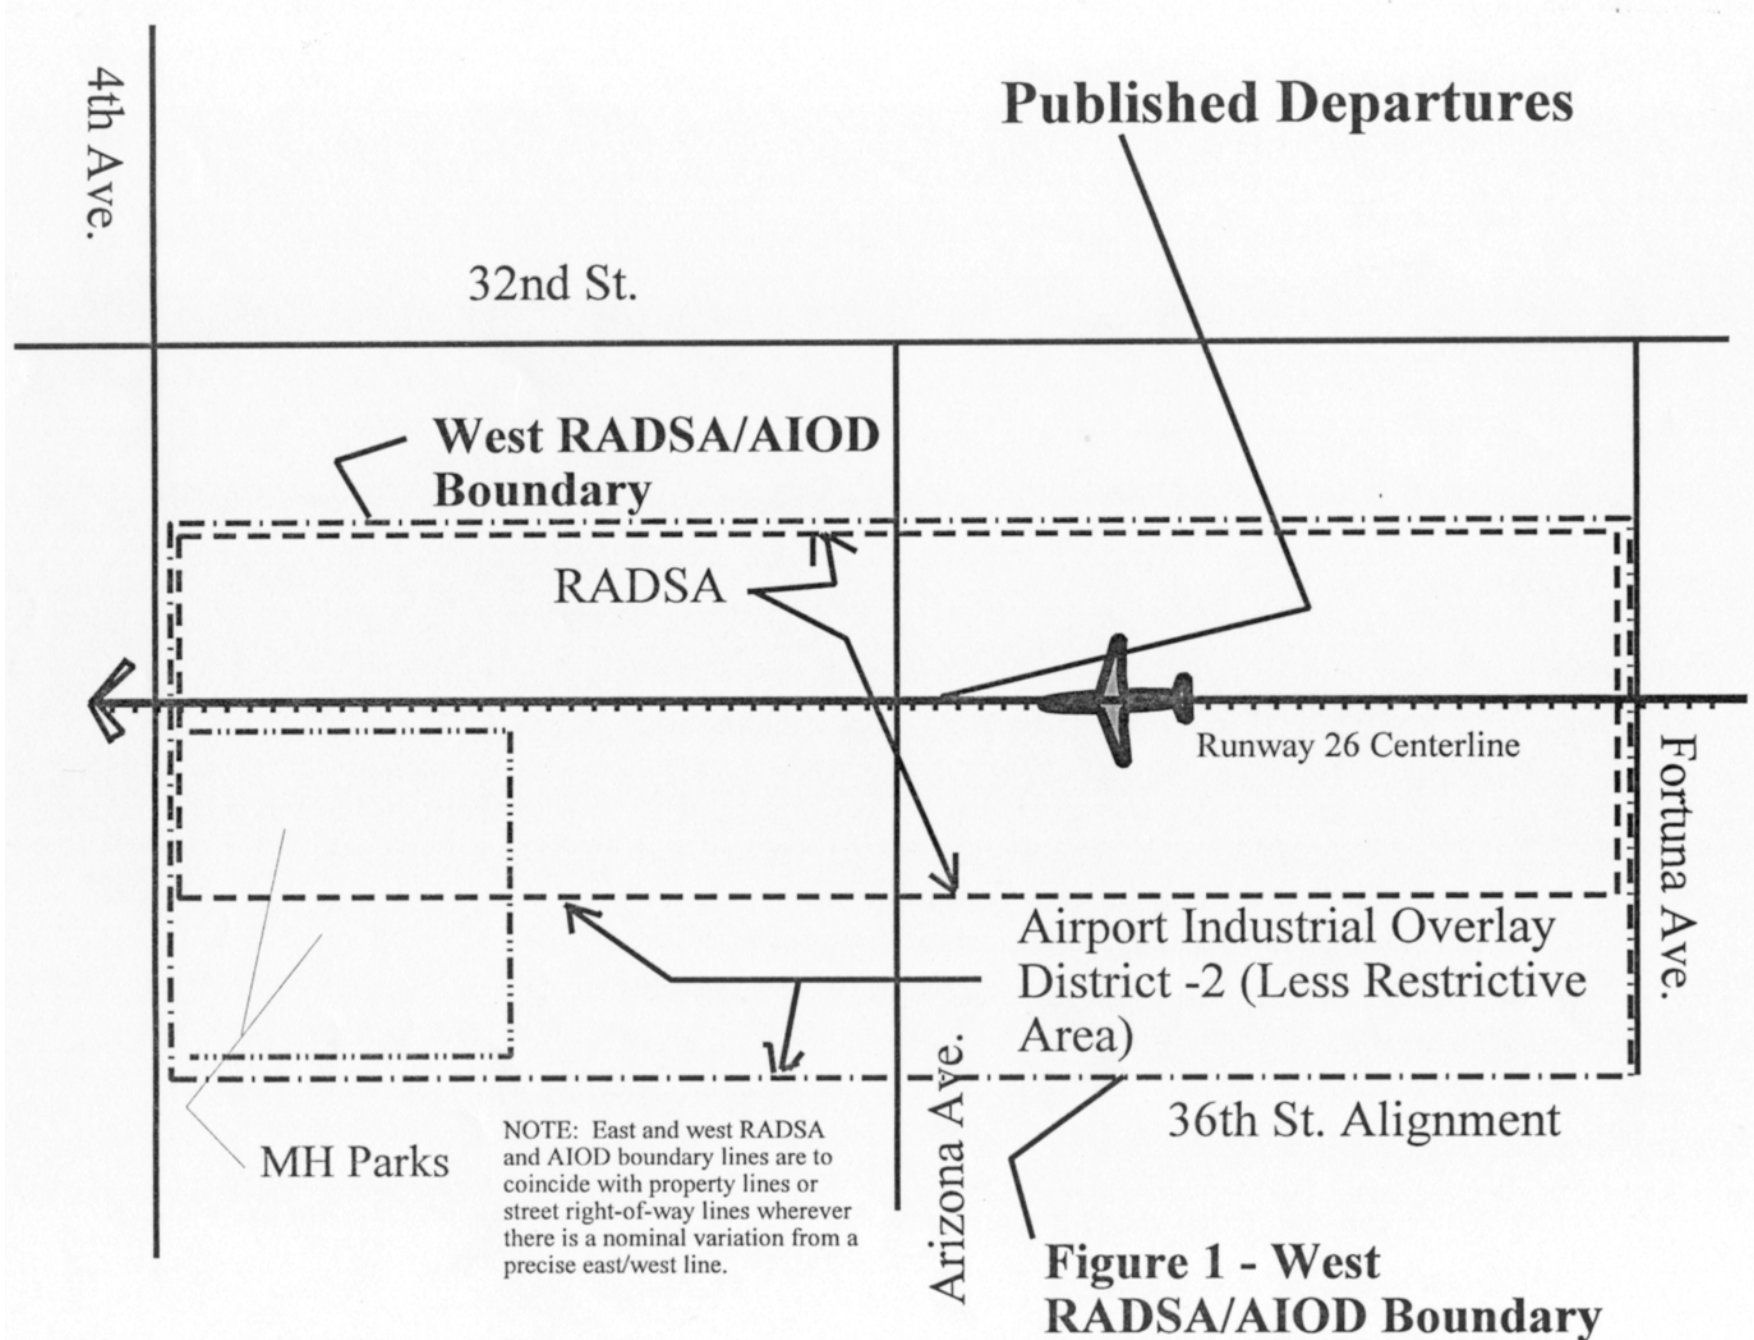 4th Ave.
Published Departures
32nd St.
West RADSA/AIOD
Boundary
RADSA
Runway 26 Centerline
Fortuna Ave.
Airport Industrial Overlay
District -2 (Less Restrictive
Area)
Arizona Ave.
36th St. Alignment
MH Parks
NOTE:  East and west RADSA
and AIOD boundary lines are to
coincide with property lines or
street right-of-way lines wherever
there is a nominal variation from a
precise east/west line.
Figure 1 - West
RADSA/AIOD Boundary